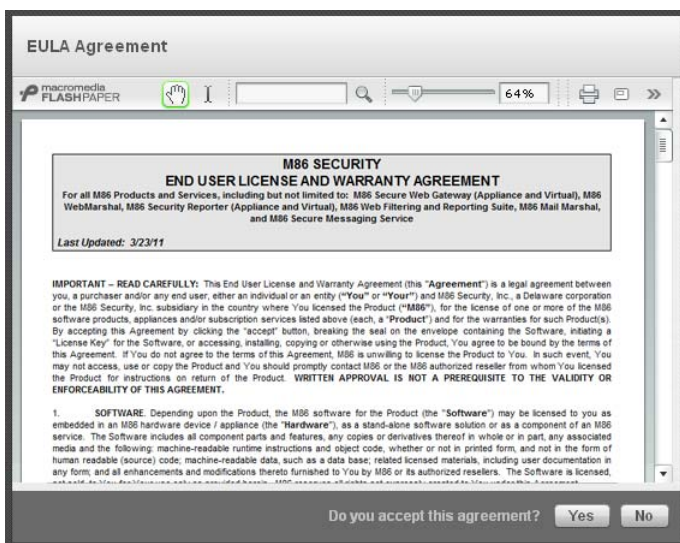 EULA Agreement
macromedia
FLASHPAPER
64%
M86 SECURITY
END USER LICENSE AND WARRANTY AGREEMENT
For all M86 Products and Services, including but not limited to: M86 Secure Web Gateway (Appliance and Virtual), M86
WebMarshal, M86 Security Reporter (Appliance and Virtual), M86 Web Filtering and Reporting Suite, M86 Mail Marshal,
and M86 Secure Messaging Service
Last Updated: 3/23/11
IMPORTANT – READ CAREFULLY: This End User License and Warranty Agreement (this "Agreement") is a legal agreement between
you, a purchaser and/or any end user, either an individual or an entity ("You" or "Your") and M86 Security, Inc., a Delaware corporation
or the M86 Security, Inc. subsidiary in the country where You licensed the Product ("M86"), for the license of one or more of the M86
software products, appliances and/or subscription services listed above (each, a "Product") and for the warranties for such Product(s).
By accepting this Agreement by clicking the "accept" button, breaking the seal on the envelope containing the Software, initiating a
"License Key" for the Software, or accessing, installing, copying or otherwise using the Product, You agree to be bound by the terms of
this Agreement. If You do not agree to the terms of this Agreement, M86 is unwilling to license the Product to You. In such event, You
may not access, use or copy the Product and You should promptly contact M86 or the M86 authorized reseller from whom You licensed
the Product for instructions on return of the Product. WRITTEN APPROVAL IS NOT A PREREQUISITE TO THE VALIDITY OR
ENFORCEABILITY OF THIS AGREEMENT.
1. SOFTWARE. Depending upon the Product, the M86 software for the Product (the "Software") may be licensed to you as
embedded in an M86 hardware device / appliance (the "Hardware"), as a stand-alone software solution or as a component of an M86
service. The Software includes all component parts and features, any copies or derivatives thereof in whole or in part, any associated
media and the following: machine-readable runtime instructions and object code, whether or not in printed form, and not in the form of
human readable (source) code; machine-readable data, such as a data base; related licensed materials, including user documentation in
any form; and all enhancements and modifications thereto furnished to You by M86 or its authorized resellers. The Software is licensed,
Do you accept this agreement?
Yes
No